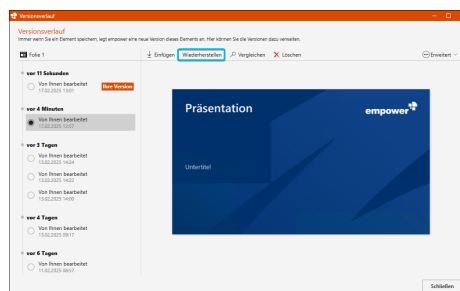 Versionsverlauf
Versionsverlauf
Immer wenn Sie ein Element speichern, legt empower eine neue Version dieses Elements an. Hier können Sie die Versionen dazu verwalten.
Folie 1
Einfügen Wiederherstellen Vergleichen Löschen Erweitert
vor 11 Sekunden
Von Ihnen bearbeitet
17.02.2025 13:01
Ihre Version
vor 4 Minuten
Von Ihnen bearbeitet
17.02.2025 12:57
vor 3 Tagen
Von Ihnen bearbeitet
13.02.2025 14:24
Von Ihnen bearbeitet
13.02.2025 14:22
Von Ihnen bearbeitet
13.02.2025 14:00
vor 4 Tagen
Von Ihnen bearbeitet
13.02.2025 09:17
vor 6 Tagen
Von Ihnen bearbeitet
11.02.2025 08:57
Präsentation
empower
Untertitel
Schließen